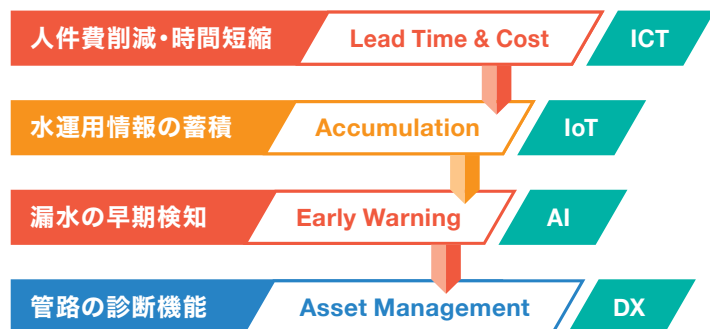 人件費削減・時間短縮 Lead Time & Cost ICT
水運用情報の蓄積 Accumulation IoT
漏水の早期検知 Early Warning AI
管路の診断機能 Asset Management DX